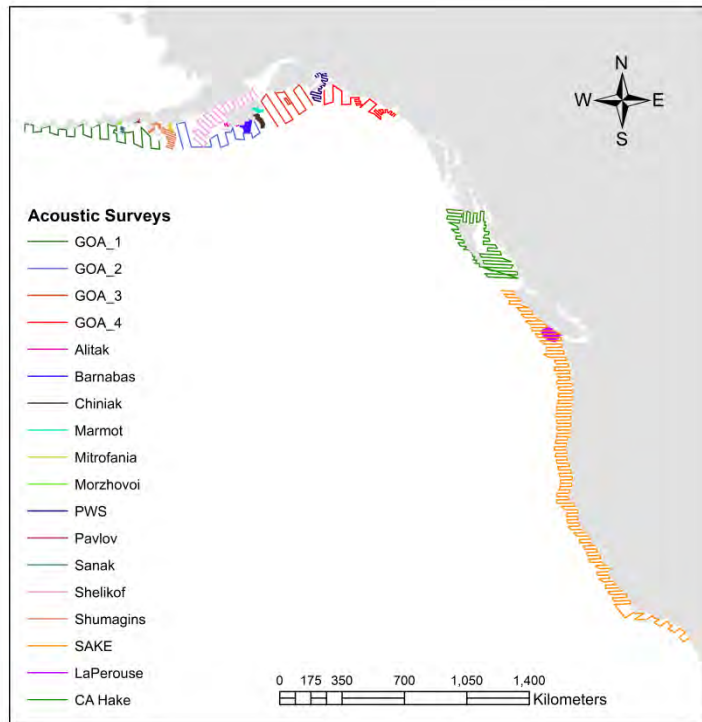 N
W E
S
Acoustic Surveys
GOA_1
GOA_2
GOA_3
GOA_4
Alitak
Barnabas
Chiniak
Marmot
Mitrofania
Morzhovoi
PWS
Pavlov
Sanak
Shelikof
Shumagins
SAKE
LaPerouse
CA Hake
0 175 350 700 1,050 1,400
Kilometers